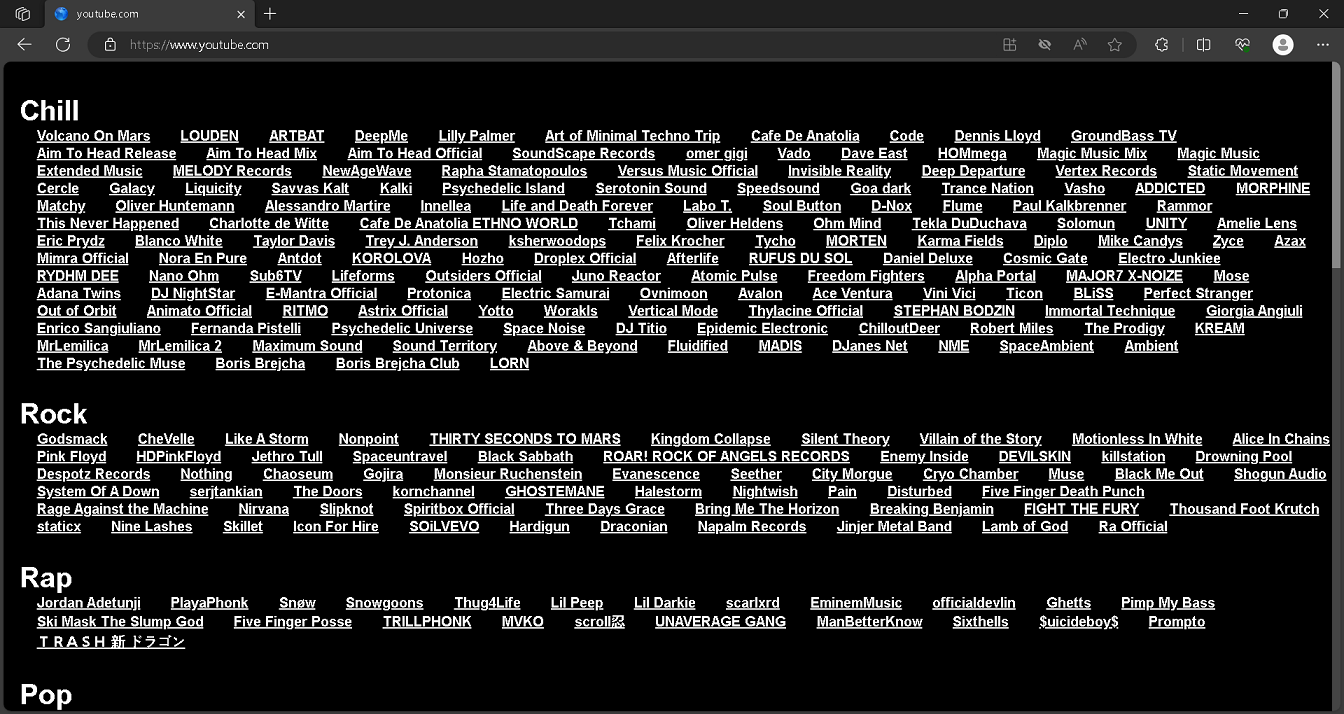 youtube.com
https://www.youtube.com
Chill
Volcano On Mars LOUDEN ARTBAT DeepMe Lilly Palmer Art of Minimal Techno Trip Cafe De Anatolia Code Dennis Lloyd GroundBass TV
Aim To Head Release Aim To Head Mix Aim To Head Official SoundScape Records omer gigi Vado Dave East HOMmega Magic Music Mix Magic Music
Extended Music MELODY Records NewAgeWave Rapha Stamatopoulos Versus Music Official Invisible Reality Deep Departure Vertex Records Static Movement
Cercle Galacy Liquicity Savvas Kalt Kalki Psychedelic Island Serotonin Sound Speedsound Goa dark Trance Nation Vasho ADDICTED MORPHINE
Matchy Oliver Huntemann Alessandro Martire Innellea Life and Death Forever Labo T. Soul Button D-Nox Flume Paul Kalkbrenner Rammor
This Never Happened Charlotte de Witte Cafe De Anatolia ETHNO WORLD Tchami Oliver Heldens Ohm Mind Tekla DuDuchava Solomun UNITY Amelie Lens
Eric Prydz Blanco White Taylor Davis Trey J. Anderson ksherwoodops Felix Krocher Tycho MORTEN Karma Fields Diplo Mike Candys Zyce Azax
Mimra Official Nora En Pure Antdot KOROLOVA Hozho Droplex Official Afterlife RUFUS DU SOL Daniel Deluxe Cosmic Gate Electro Junkiee
RYDHM DEE Nano Ohm Sub6TV Lifeforms Outsiders Official Juno Reactor Atomic Pulse Freedom Fighters Alpha Portal MAJOR7 X-NOIZE Mose
Adana Twins DJ NightStar E-Mantra Official Protonica Electric Samurai Ovnimoon Avalon Ace Ventura Vini Vici Ticon BLiSS Perfect Stranger
Out of Orbit Animato Official RITMO Astrix Official Yotto Worakls Vertical Mode Thylacine Official STEPHAN BODZIN Immortal Technique Giorgia Angiuli
Enrico Sangiuliano Fernanda Pistelli Psychedelic Universe Space Noise DJ Titio Epidemic Electronic ChilloutDeer Robert Miles The Prodigy KREAM
MrLemilica MrLemilica 2 Maximum Sound Sound Territory Above & Beyond Fluidified MADIS DJanes Net NME SpaceAmbient Ambient
The Psychedelic Muse Boris Brejcha Boris Brejcha Club LORN
Rock
Godsmack CheVelle Like A Storm Nonpoint THIRTY SECONDS TO MARS Kingdom Collapse Silent Theory Villain of the Story Motionless In White Alice In Chains
Pink Floyd HDPinkFloyd Jethro Tull Spaceuntravel Black Sabbath ROAR! ROCK OF ANGELS RECORDS Enemy Inside DEVILSKIN killstation Drowning Pool
Despotz Records Nothing Chaoseum Gojira Monsieur Ruchenstein Evanescence Seether City Morgue Cryo Chamber Muse Black Me Out Shogun Audio
System Of A Down serjtankian The Doors kornchannel GHOSTEMANE Halestorm Nightwish Pain Disturbed Five Finger Death Punch
Rage Against the Machine Nirvana Slipknot Spiritbox Official Three Days Grace Bring Me The Horizon Breaking Benjamin FIGHT THE FURY Thousand Foot Krutch
staticx Nine Lashes Skillet Icon For Hire SOiLVEVO Hardigun Draconian Napalm Records Jinjer Metal Band Lamb of God Ra Official
Rap
Jordan Adetunji PlayaPhonk Snøw Snowgoons Thug4Life Lil Peep Lil Darkie scarlxrd EminemMusic officialdevlin Ghetts Pimp My Bass
Ski Mask The Slump God Five Finger Posse TRILLPHONK MVKO scroll忍 UNAVERAGE GANG ManBetterKnow Sixthells $uicideboy$ Prompto
ＴＲＡＳＨ 新 ドラゴン
Pop